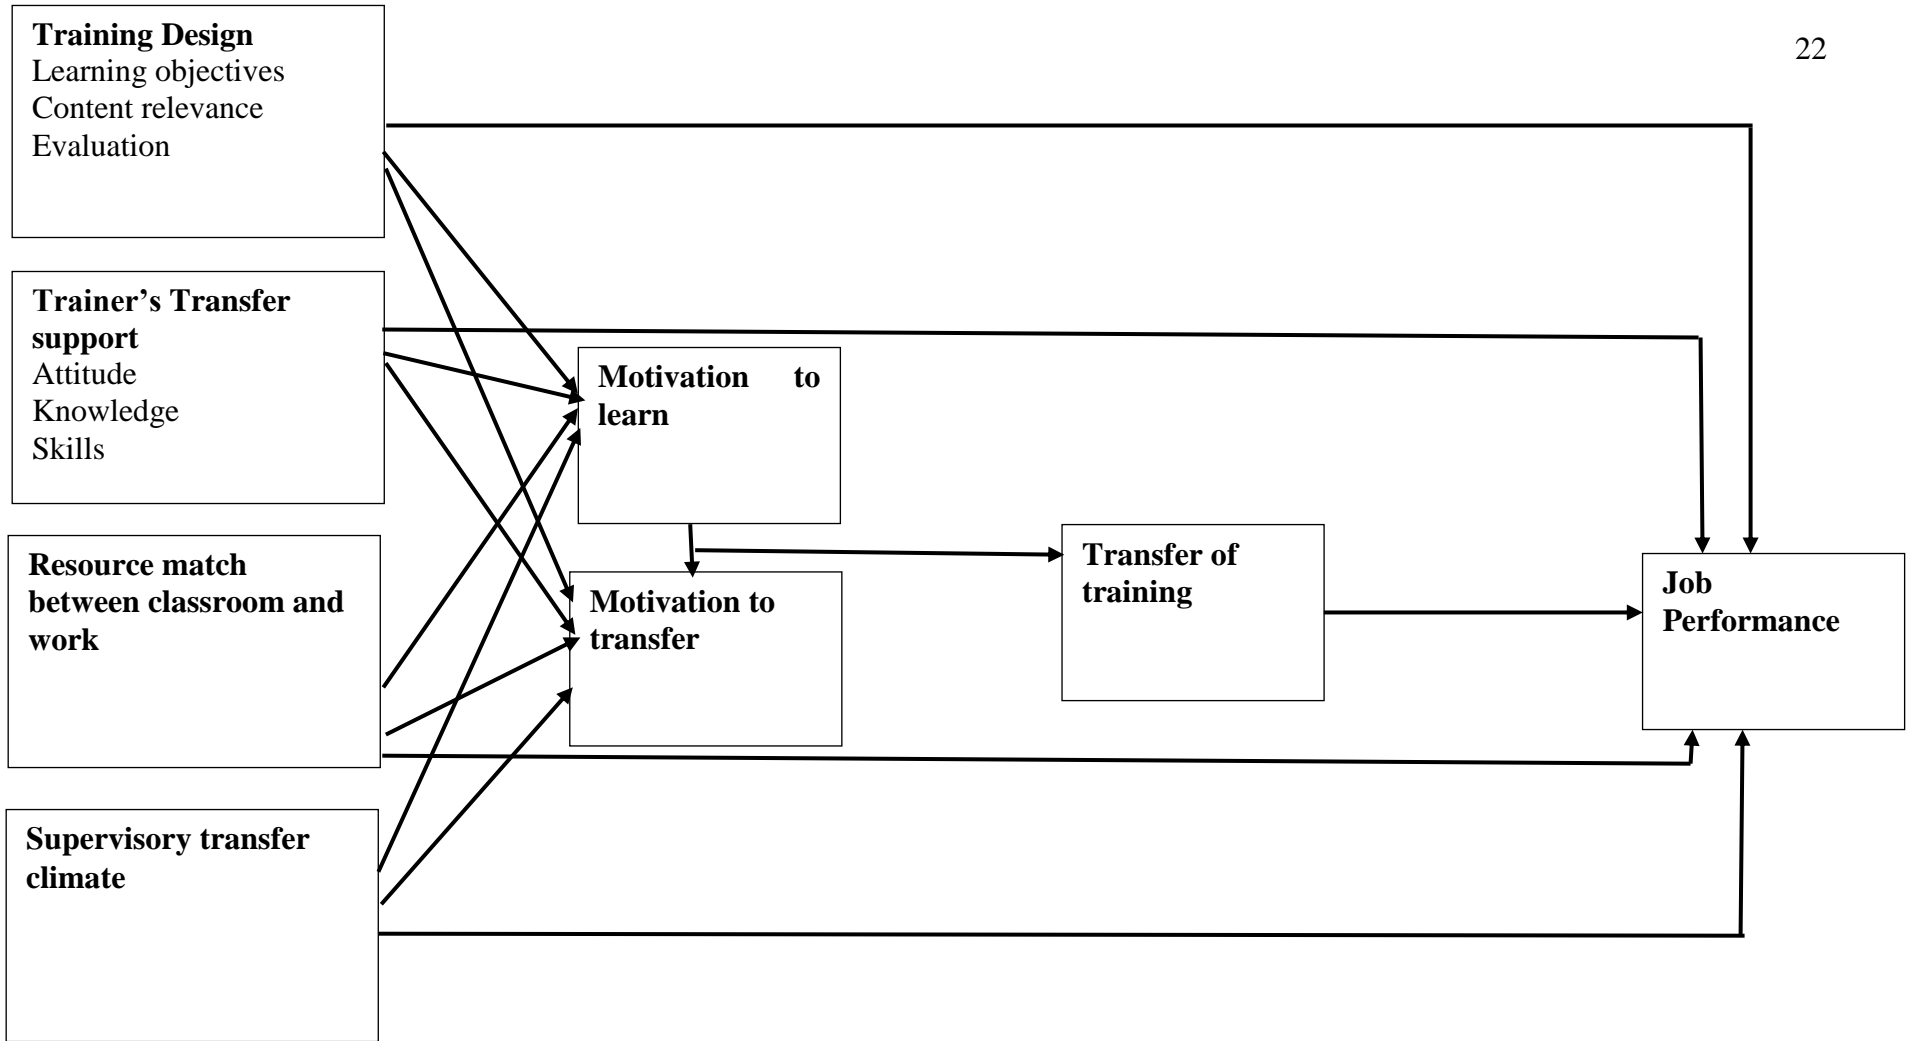 22
Training Design
Learning objectives
Content relevance
Evaluation
Trainer’s Transfer
support
Attitude
Knowledge
Skills
Resource match
between classroom and
work
Supervisory transfer
climate
Motivation to
learn
Motivation to
transfer
Transfer of
training
Job
Performance